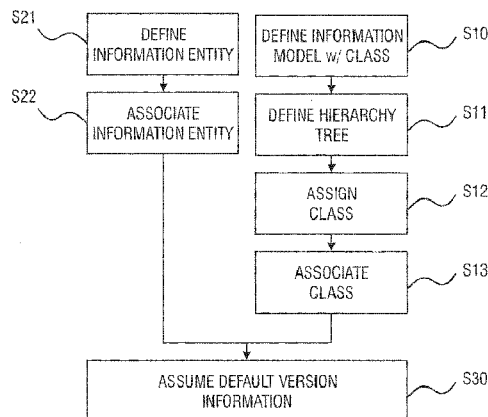 S21
DEFINE
INFORMATION ENTITY
S22
ASSOCIATE
INFORMATION ENTITY
DEFINE INFORMATION
MODEL w/ CLASS
S10
DEFINE HIERARCHY
TREE
S11
ASSIGN
CLASS
S12
ASSOCIATE
CLASS
S13
ASSUME DEFAULT VERSION
INFORMATION
S30